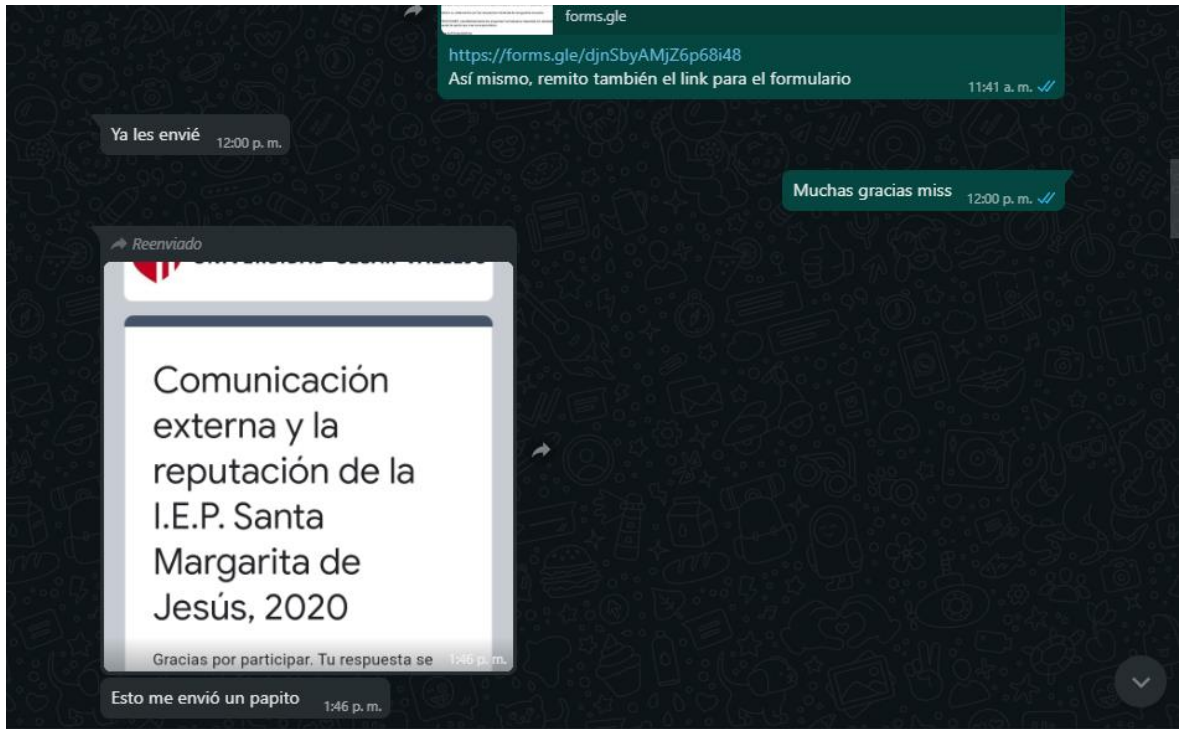 forms.gle
https://forms.gle/djnSbyAMjZ6p68i48
Así mismo, remito también el link para el formulario
11:41 a. m.
Ya les envié
12:00 p. m.
Muchas gracias miss
12:00 p. m.
Reenviado
Comunicación
externa y la
reputación de la
I.E.P. Santa
Margarita de
Jesús, 2020
Gracias por participar. Tu respuesta se
1:46 p. m.
Esto me envió un papito
1:46 p. m.